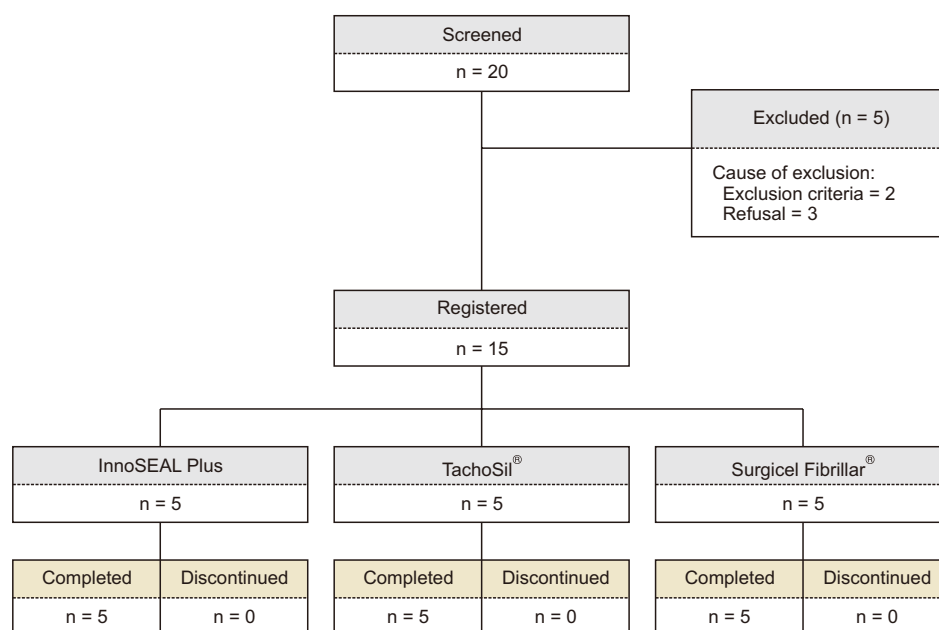 Screened
n = 20
Excluded (n = 5)
Cause of exclusion:
Exclusion criteria = 2
Refusal = 3
Registered
n = 15
InnoSEAL Plus
TachoSil®
Surgicel Fibrillar®
n = 5
n = 5
n = 5
Completed
Discontinued
Completed
Discontinued
Completed
Discontinued
n = 5
n = 0
n = 5
n = 0
n = 5
n = 0